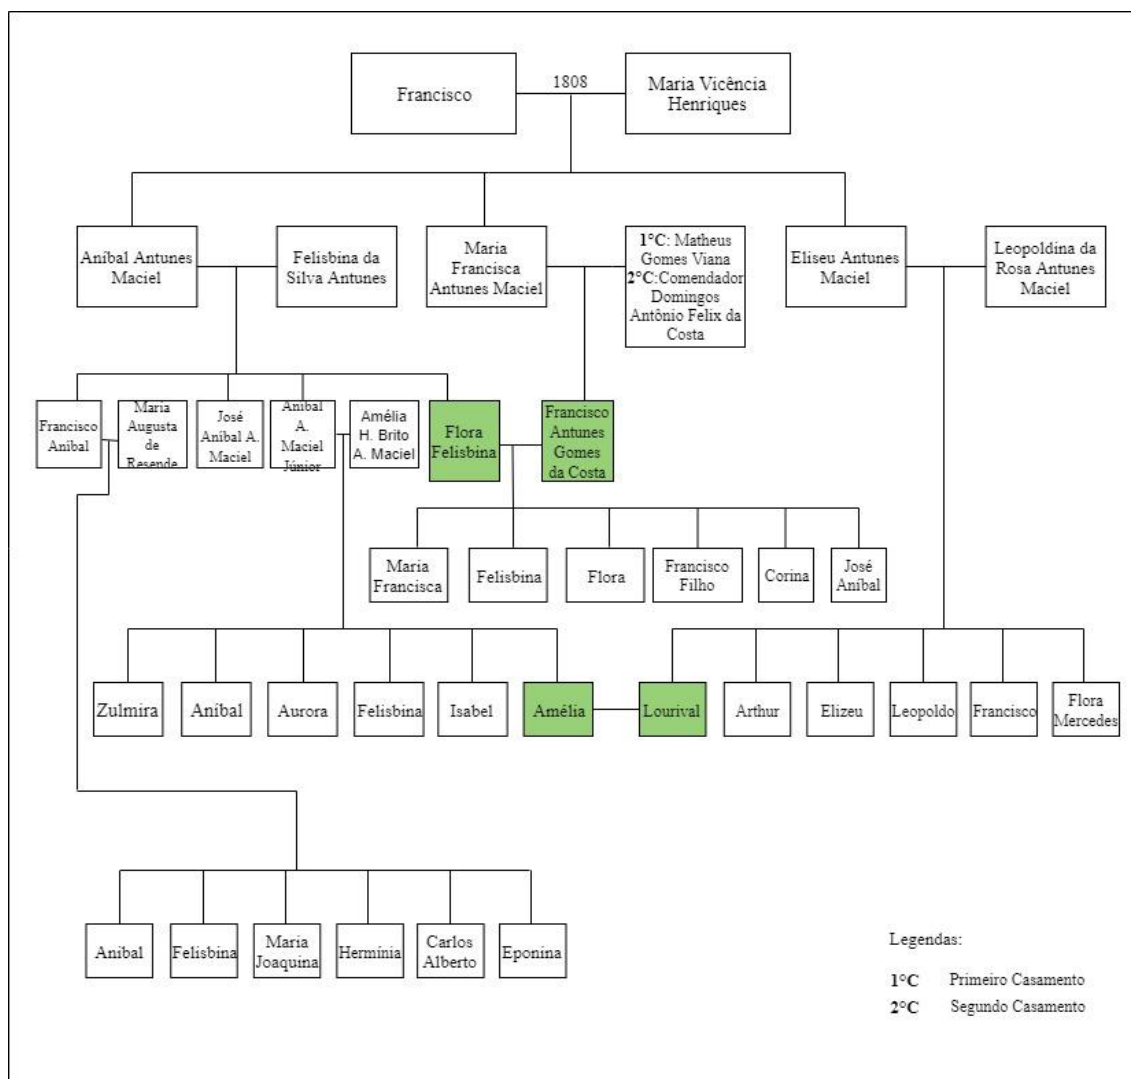 Francisco
1808
Maria Vicência
Henriques
Aníbal Antunes
Maciel
Felisbina da
Silva Antunes
Maria
Francisca
Antunes Maciel
1°C: Matheus
Gomes Viana
2°C:Comendador
Domingos
Antônio Felix da
Costa
Eliseu Antunes
Maciel
Leopoldina da
Rosa Antunes
Maciel
Francisco
Aníbal
Maria
Augusta
de
Resende
José
Aníbal A.
Maciel
Aníbal
A.
Maciel
Júnior
Amélia
H. Brito
A. Maciel
Flora
Felisbina
Francisco
Antunes
Gomes
da Costa
Maria
Francisca
Felisbina
Flora
Francisco
Filho
Corina
José
Aníbal
Zulmira
Aníbal
Aurora
Felisbina
Isabel
Amélia
Lourival
Arthur
Elizeu
Leopoldo
Francisco
Flora
Mercedes
Aníbal
Felisbina
Maria
Joaquina
Hermínia
Carlos
Alberto
Eponina
Legendas:
1°C Primeiro Casamento
2°C Segundo Casamento